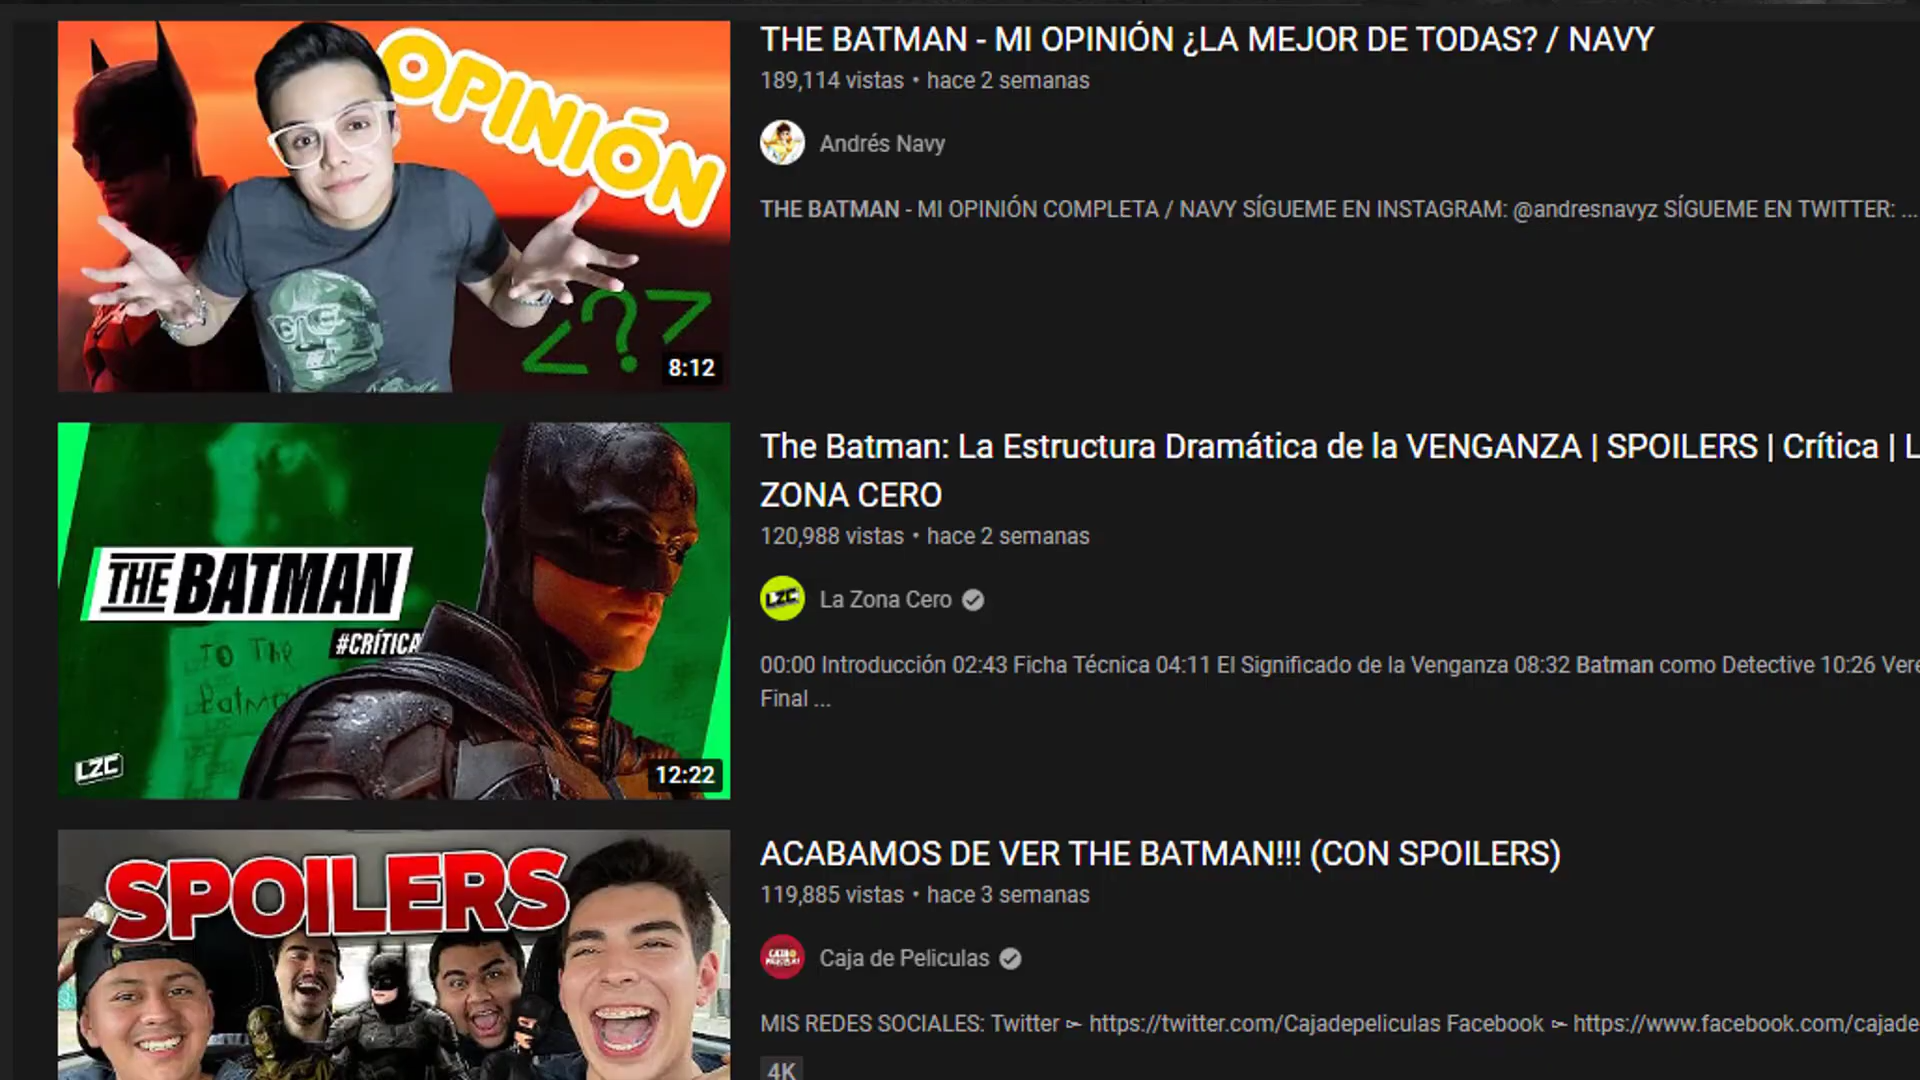 OPINIÓN
¿?
8:12
THE BATMAN - MI OPINIÓN ¿LA MEJOR DE TODAS? / NAVY
189,114 vistas • hace 2 semanas
Andrés Navy
THE BATMAN - MI OPINIÓN COMPLETA / NAVY SÍGUEME EN INSTAGRAM: @andresnavyz SÍGUEME EN TWITTER: ...
THE BATMAN
#CRÍTICA
To The
Batma
LZC
12:22
The Batman: La Estructura Dramática de la VENGANZA | SPOILERS | Crítica | L
ZONA CERO
120,988 vistas • hace 2 semanas
LZC
La Zona Cero
00:00 Introducción 02:43 Ficha Técnica 04:11 El Significado de la Venganza 08:32 Batman como Detective 10:26 Vere
Final ...
SPOILERS
ACABAMOS DE VER THE BATMAN!!! (CON SPOILERS)
119,885 vistas • hace 3 semanas
Caja de Peliculas
MIS REDES SOCIALES: Twitter ➣ https://twitter.com/Cajadepeliculas Facebook ➣ https://www.facebook.com/cajade
4K